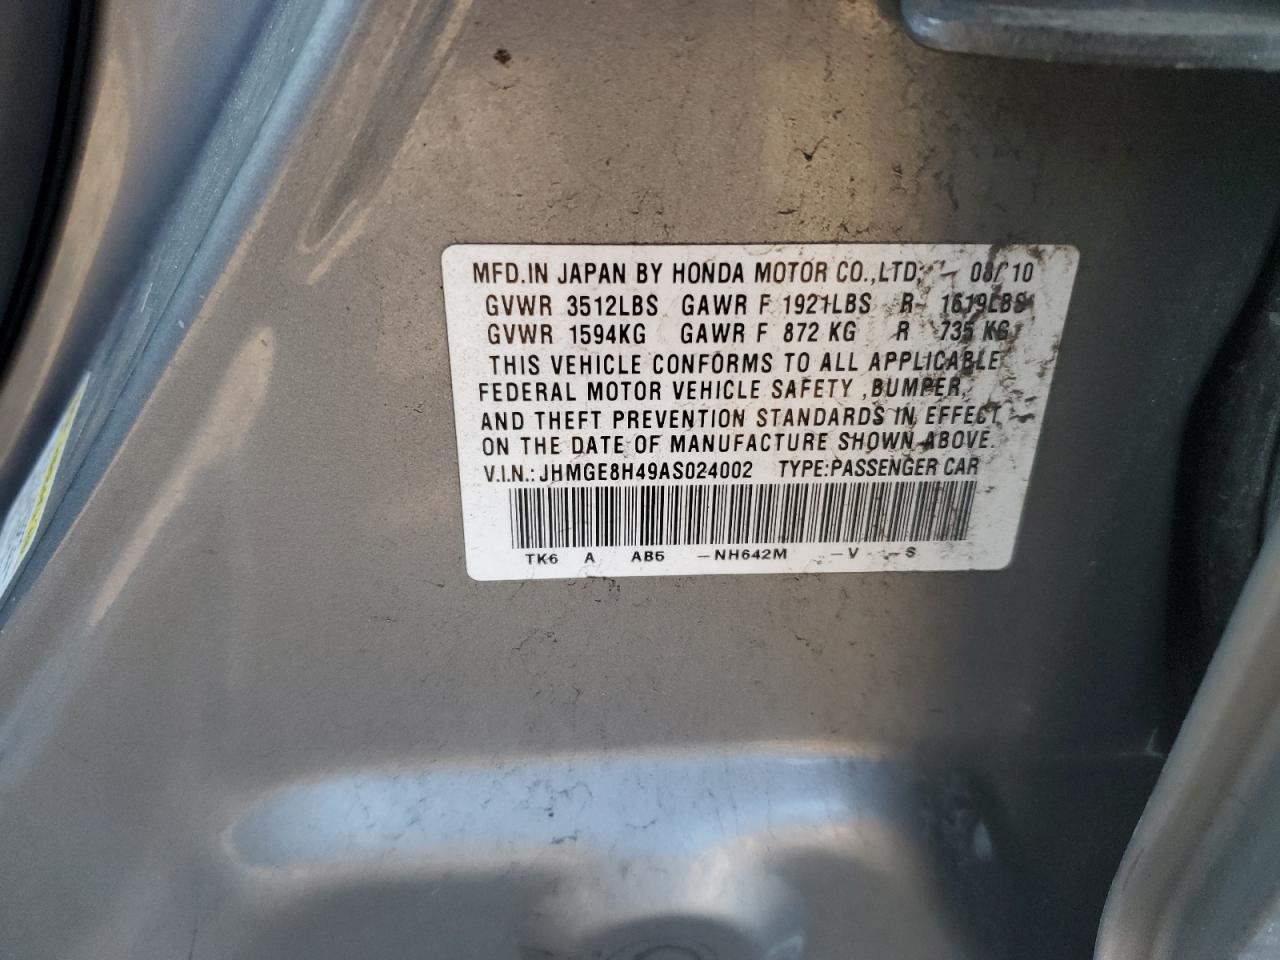 MFD.IN JAPAN BY HONDA MOTOR CO.,LTD. 08/10
GVWR 3512LBS GAWR F 1921LBS R 1619LBS
GVWR 1594KG GAWR F 872 KG R 735 KG
THIS VEHICLE CONFORMS TO ALL APPLICABLE
FEDERAL MOTOR VEHICLE SAFETY ,BUMPER,
AND THEFT PREVENTION STANDARDS IN EFFECT
ON THE DATE OF MANUFACTURE SHOWN ABOVE.
V.I.N.:JHMGE8H49AS024002 TYPE:PASSENGER CAR
TK6 A AB5 -NH642M -V -S